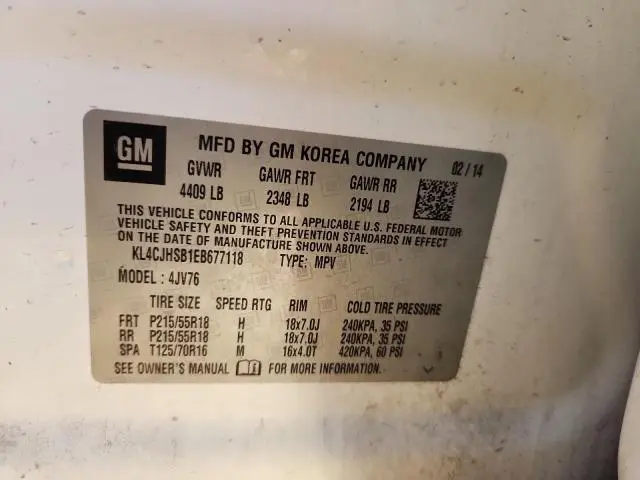 GM MFD BY GM KOREA COMPANY 02/14
GVWR GAWR FRT GAWR RR
4409 LB 2348 LB 2194 LB
THIS VEHICLE CONFORMS TO ALL APPLICABLE U.S. FEDERAL MOTOR
VEHICLE SAFETY AND THEFT PREVENTION STANDARDS IN EFFECT
ON THE DATE OF MANUFACTURE SHOWN ABOVE.
KL4CJHSB1EB677118 TYPE: MPV
MODEL: 4JV76
TIRE SIZE SPEED RTG RIM COLD TIRE PRESSURE
FRT P215/55R18 H 18x7.0J 240KPA, 35 PSI
RR P215/55R18 H 18x7.0J 240KPA, 35 PSI
SPA T125/70R16 M 16x4.0T 420KPA, 60 PSI
SEE OWNER'S MANUAL FOR MORE INFORMATION.